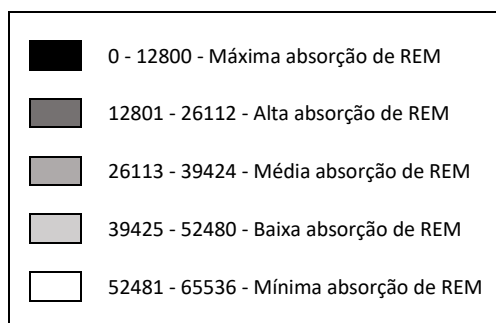 0 - 12800 - Máxima absorção de REM
12801 - 26112 - Alta absorção de REM
26113 - 39424 - Média absorção de REM
39425 - 52480 - Baixa absorção de REM
52481 - 65536 - Mínima absorção de REM